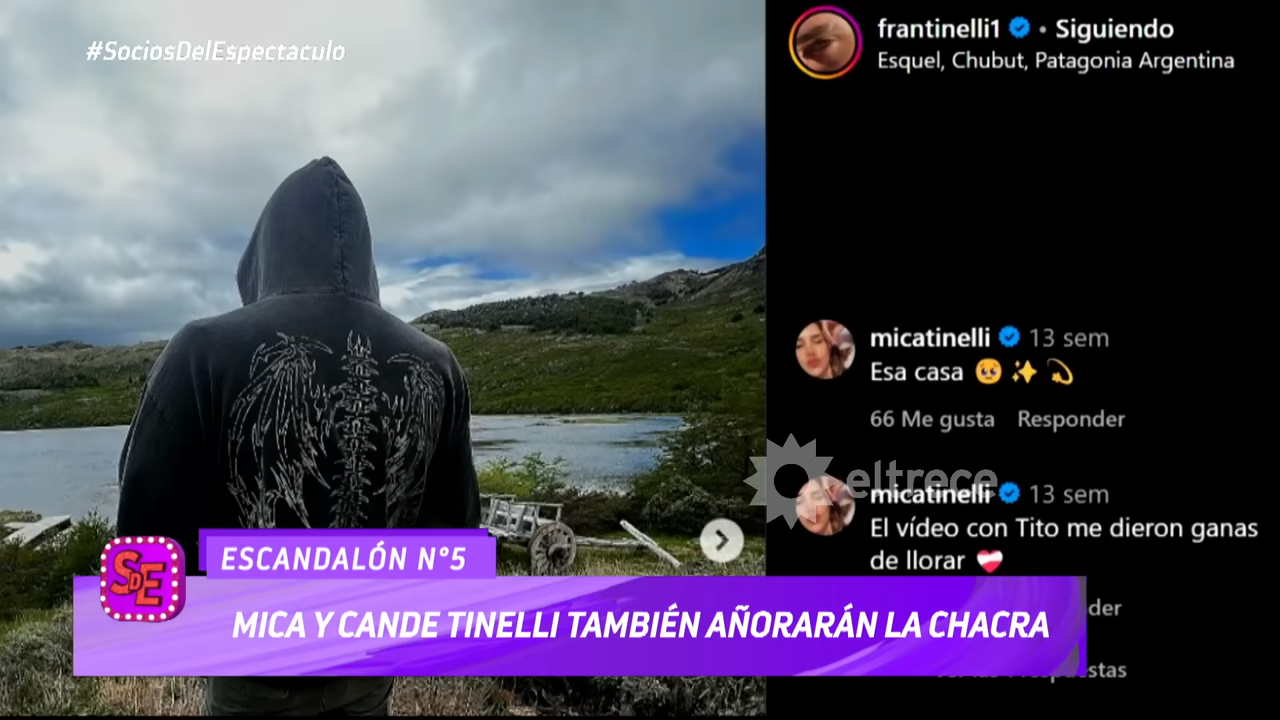 #SociosDelEspectaculo
frantinelli1 • Siguiendo
Esquel, Chubut, Patagonia Argentina
micatinelli 13 sem
Esa casa 🥺 ✨ 💫
66 Me gusta Responder
eltrece
micatinelli 13 sem
El vídeo con Tito me dieron ganas
de llorar ❤️‍🩹
ESCANDALÓN N°5
SDE
MICA Y CANDE TINELLI TAMBIÉN AÑORARÁN LA CHACRA